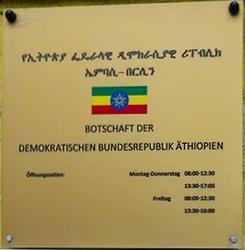 የኢትዮጵያ ፌዴራላዊ ዲሞክራሲያዊ ሪፐብሊክ
ኤምባሲ-በርሊን
BOTSCHAFT DER
DEMOKRATISCHEN BUNDESREPUBLIK ÄTHIOPIEN
Öffnungszeiten: Montag-Donnerstag 08:00-12:30
13:30-17:00
Freitag 08:00-12:30
13:30-16:00